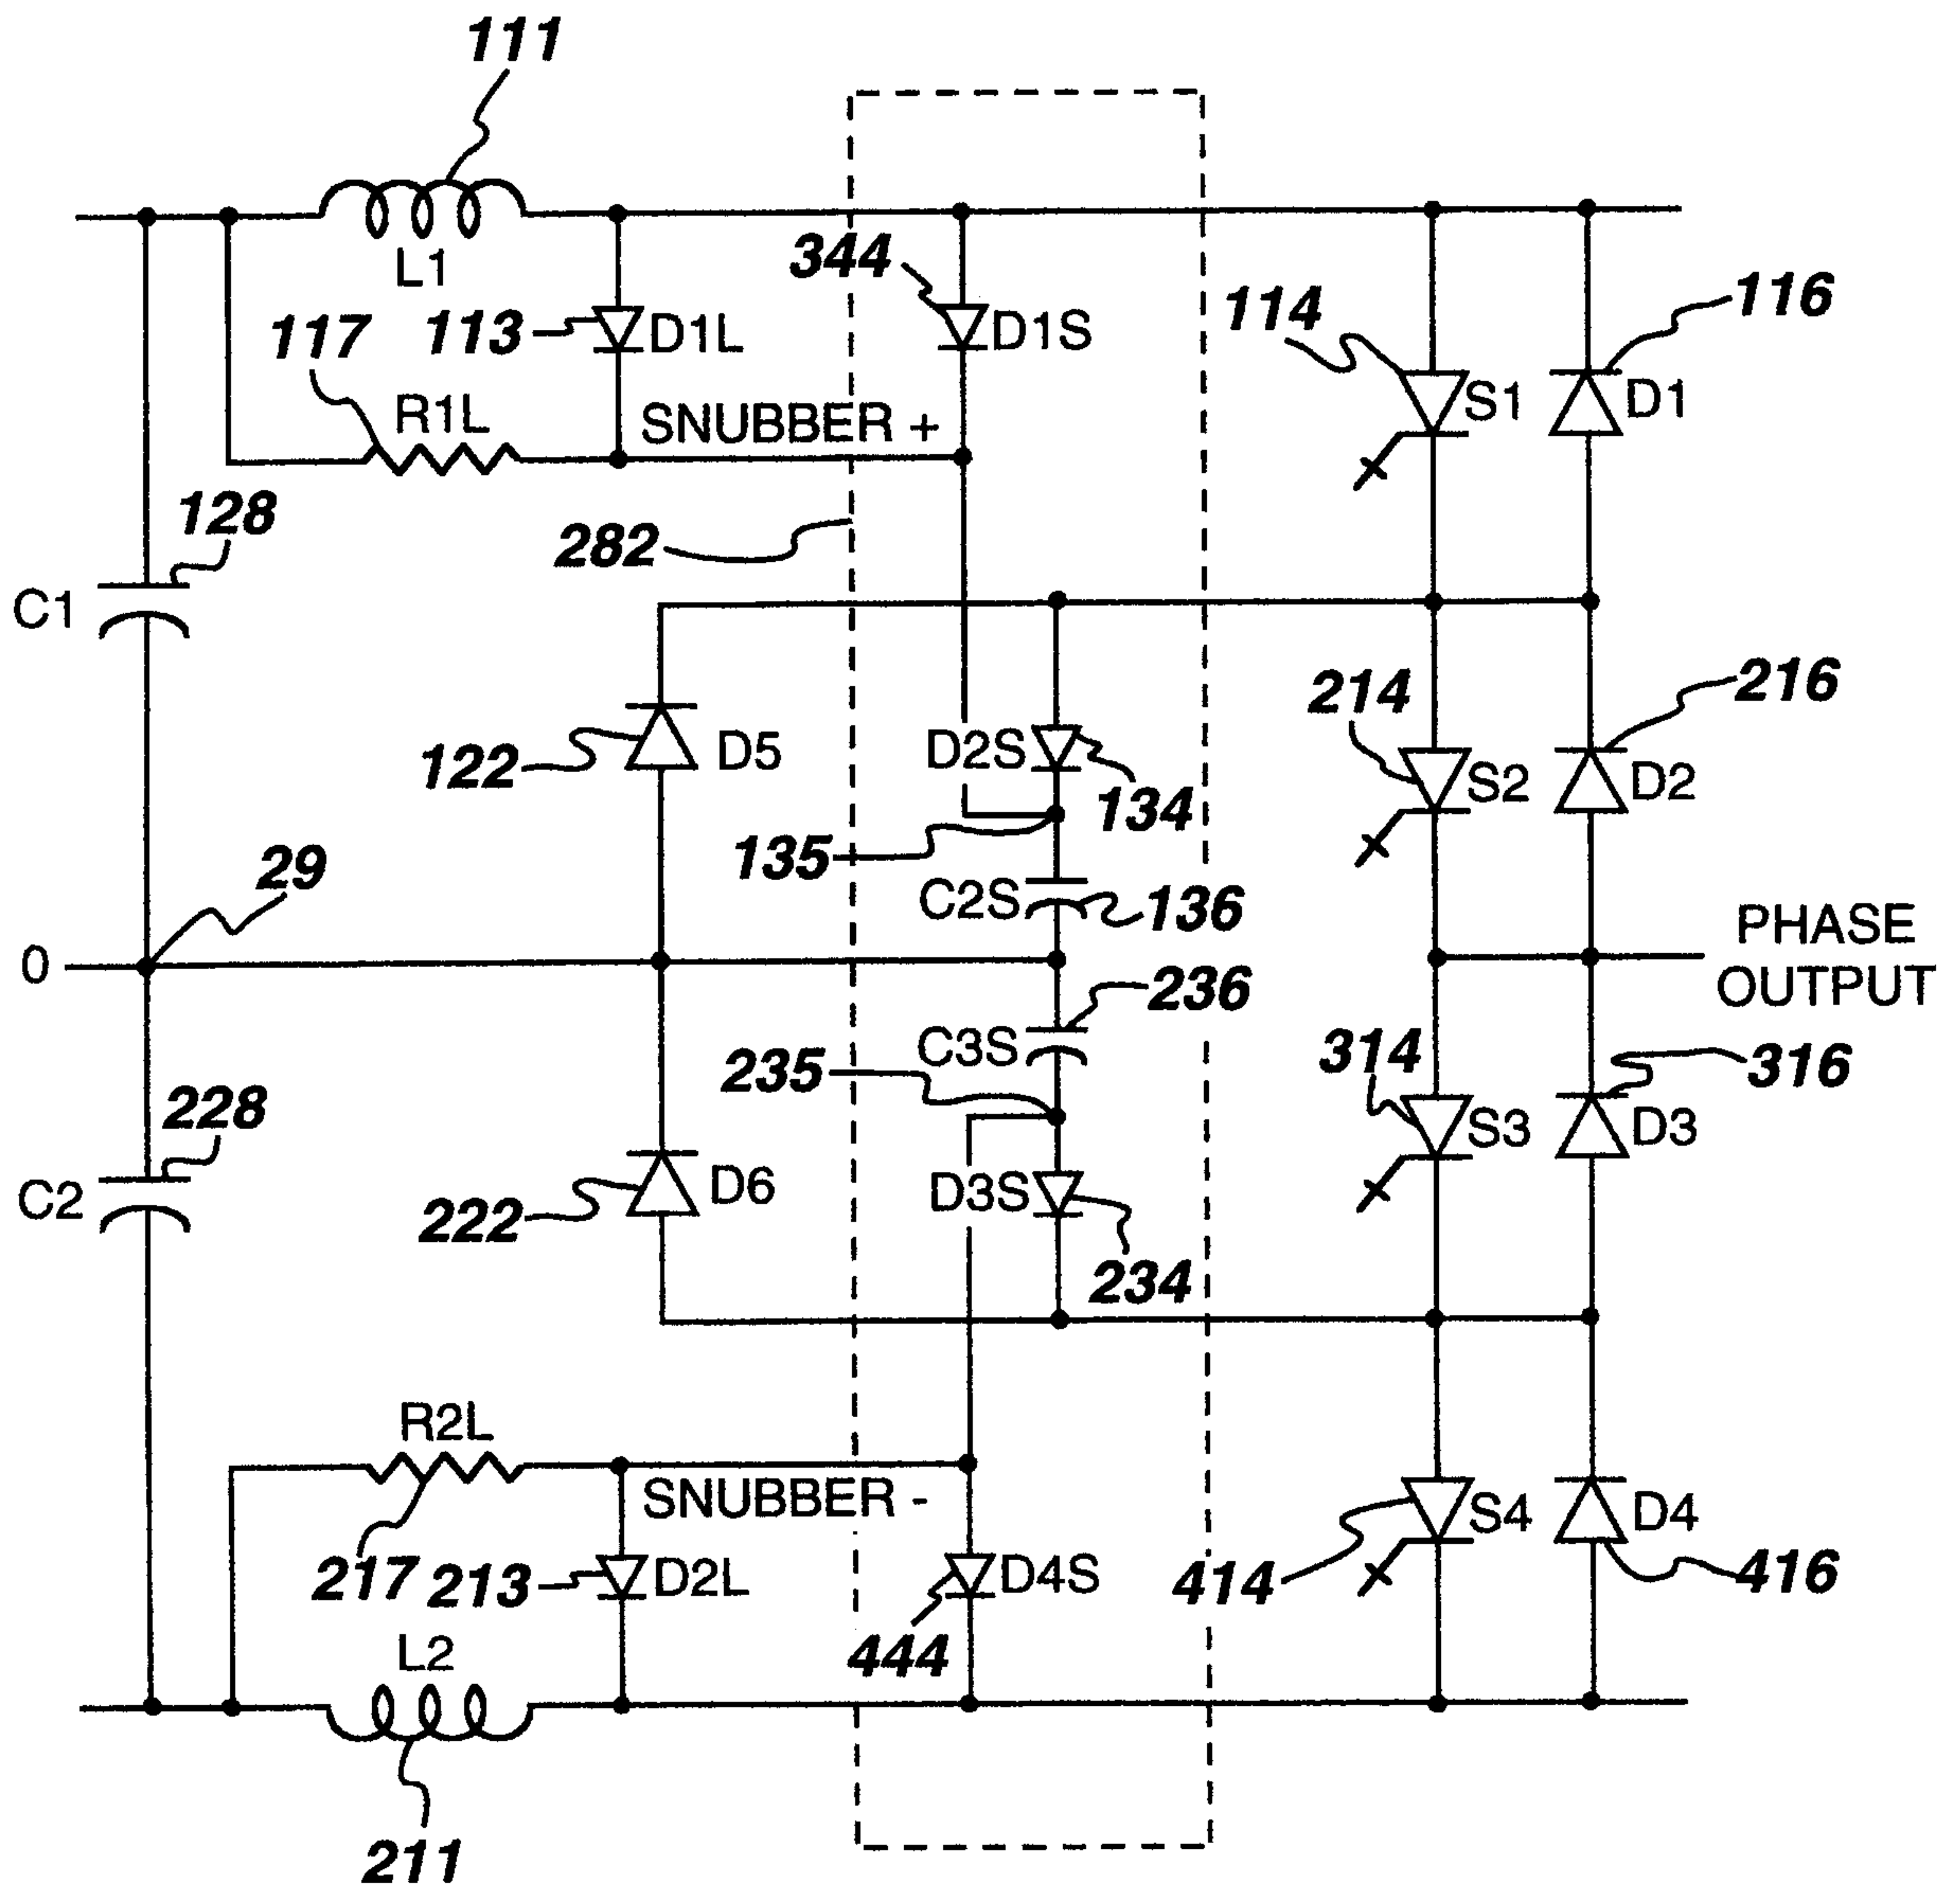 111
L1
344
117
113
D1L
D1S
114
116
R1L
SNUBBER +
S1
D1
128
282
C1
214
216
122
D5
D2S
134
S2
D2
135
29
C2S
136
0
PHASE
OUTPUT
236
C3S
235
314
316
228
S3
D3
C2
222
D6
D3S
234
R2L
SNUBBER -
S4
D4
217
213
D2L
D4S
414
416
L2
444
211